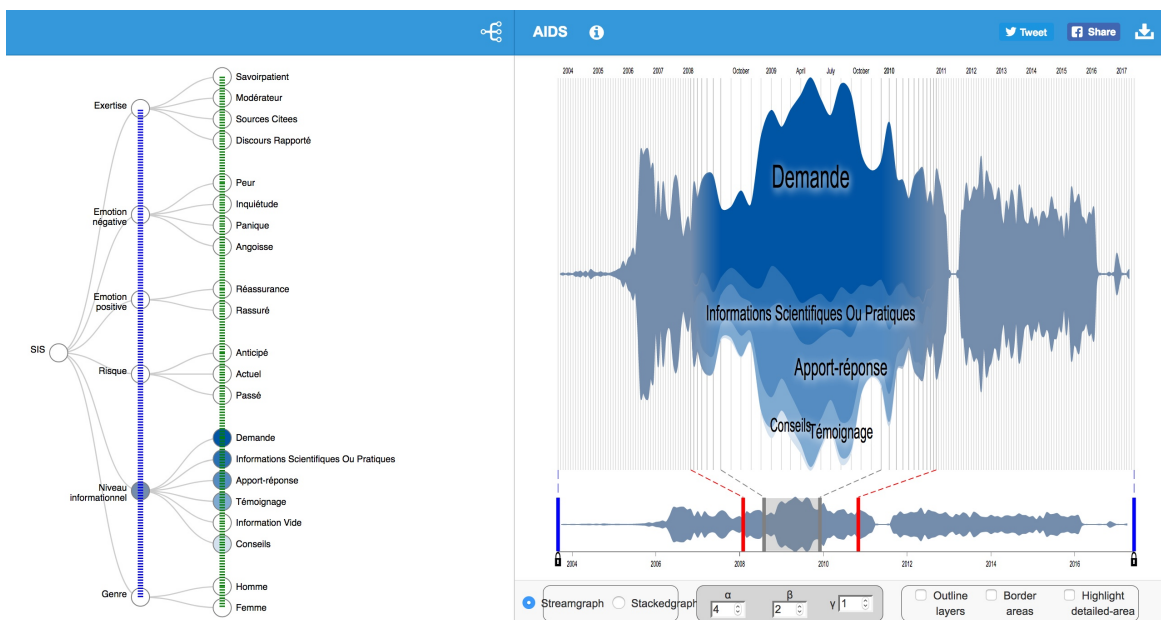 AIDS
Tweet
Share
Savoirpatient
Modérateur
Exertise
Sources Citees
Discours Rapporté
Peur
Inquiétude
Emotion
négative
Panique
Angoisse
Réassurance
Emotion
positive
Rassuré
SIS
Anticipé
Risque
Actuel
Passé
Demande
Informations Scientifiques Ou Pratiques
Apport-réponse
Niveau
informationnel
Témoignage
Information Vide
Conseils
Homme
Genre
Femme
2004 2005 2006 2007 2008 October 2009 April July October 2010 2011 2012 2013 2014 2015 2016 2017
Demande
Informations Scientifiques Ou Pratiques
Apport-réponse
Conseils
Témoignage
2004 2006 2008 2010 2012 2014 2016
Streamgraph
Stackedgraph
α
4
β
2
γ 1
Outline
layers
Border
areas
Highlight
detailed-area